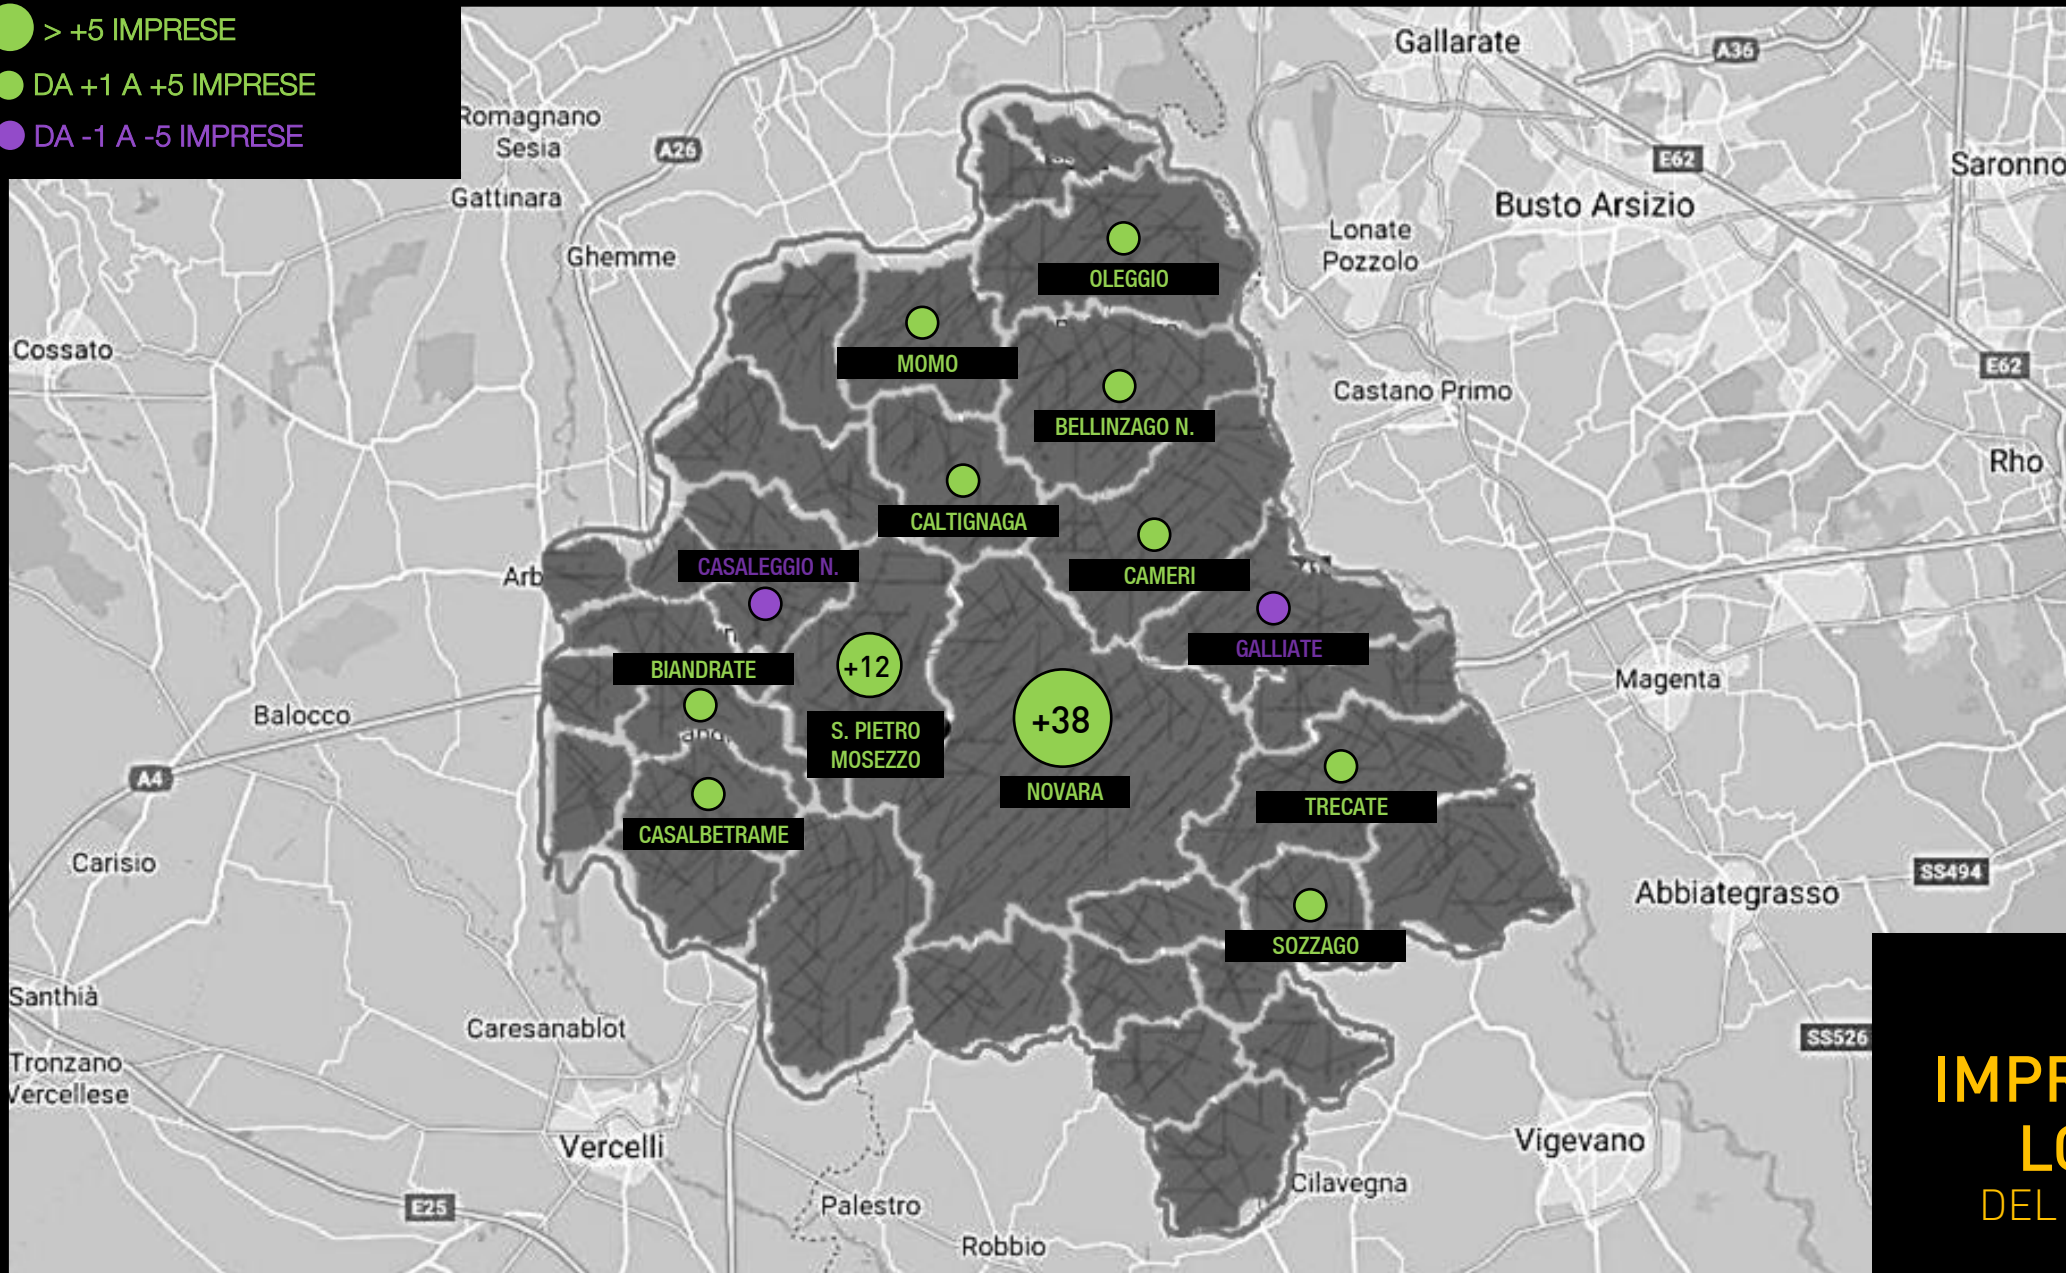 > +5 IMPRESE
DA +1 A +5 IMPRESE
DA -1 A -5 IMPRESE
Gallarate
A36
Romagnano
Sesia
A26
E62
Saronno
Gattinara
Busto Arsizio
Lonate
Pozzolo
Ghemme
OLEGGIO
Cossato
MOMO
E62
Castano Primo
BELLINZAGO N.
Rho
CALTIGNAGA
CASALEGGIO N.
CAMERI
Arb
GALLIATE
BIANDRATE
+12
Magenta
Balocco
S. PIETRO
MOSEZZO
+38
NOVARA
A4
TRECATE
CASALBETRAME
Carisio
SS494
Abbiategrasso
SOZZAGO
Santhià
Caresanablot
SS526
Tronzano
Vercellese
IMPR
LO
DEL
Vercelli
Vigevano
Cilavegna
E25
Palestro
Robbio